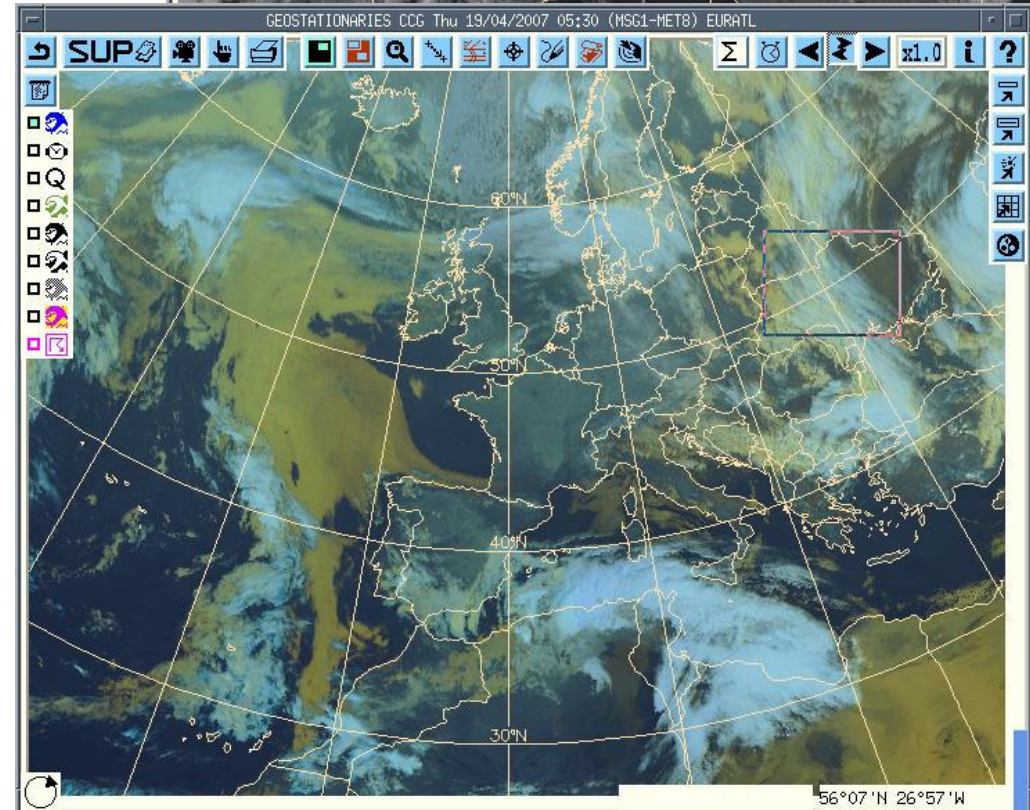 GEOSTATIONARIES CCG Thu 19/04/2007 05:30 (MSG1-MET8) EURATL
SUP Σ x1.0 i ?
Q
60°N
50°N
40°N
30°N
56°07'N 26°57'W